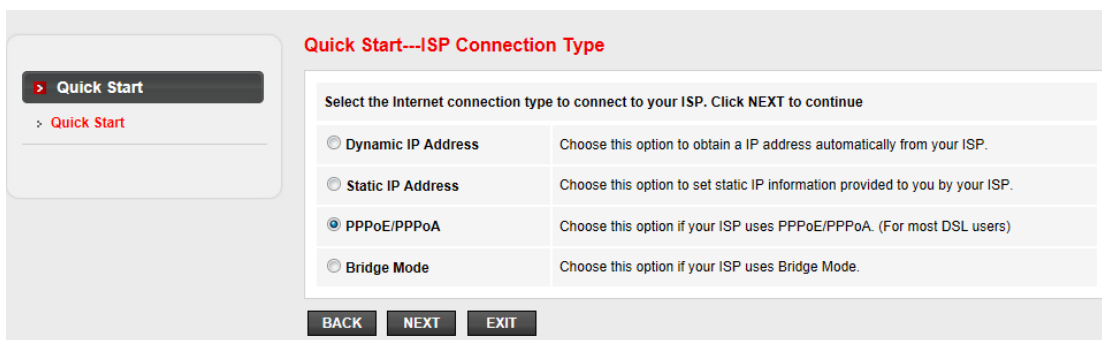 Quick Start---ISP Connection Type
Quick Start
Quick Start
Select the Internet connection type to connect to your ISP. Click NEXT to continue
Dynamic IP Address Choose this option to obtain a IP address automatically from your ISP.
Static IP Address Choose this option to set static IP information provided to you by your ISP.
PPPoE/PPPoA Choose this option if your ISP uses PPPoE/PPPoA. (For most DSL users)
Bridge Mode Choose this option if your ISP uses Bridge Mode.
BACK NEXT EXIT